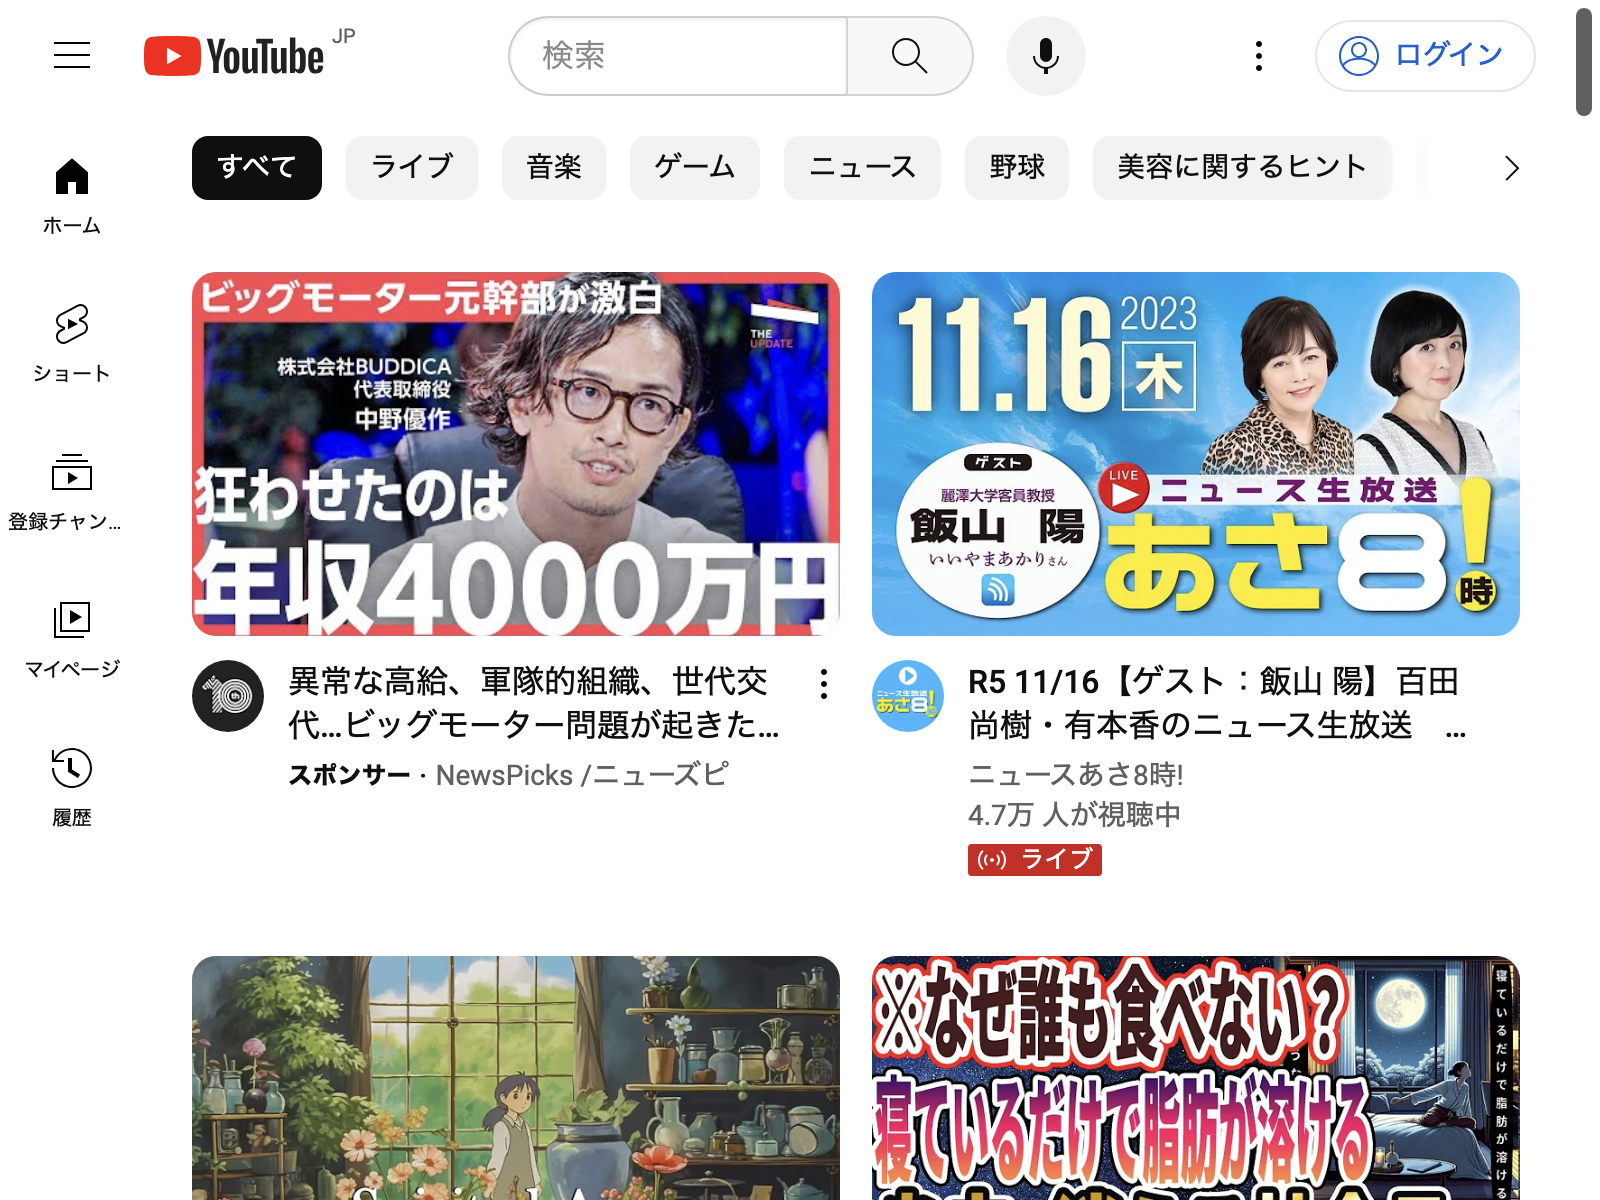 YouTube JP
検索
ログイン
すべて
ライブ
音楽
ゲーム
ニュース
野球
美容に関するヒント
ホーム
ショート
登録チャン...
マイページ
履歴
ビッグモーター元幹部が激白
THE
UPDATE
株式会社BUDDICA
代表取締役
中野優作
狂わせたのは
年収4000万円
異常な高給、軍隊的組織、世代交
代...ビッグモーター問題が起きた...
スポンサー · NewsPicks /ニューズピ
11.16 2023
木
ゲスト
麗澤大学客員教授
飯山 陽
いいやまあかりさん
LIVE
ニュース生放送
あさ8時!
10th
ニュース生放送
あさ8!
R5 11/16【ゲスト：飯山 陽】百田
尚樹・有本香のニュース生放送　...
ニュースあさ8時!
4.7万 人が視聴中
ライブ
※なぜ誰も食べない？
寝ているだけで脂肪が溶ける
寝ているだけで脂肪が溶ける